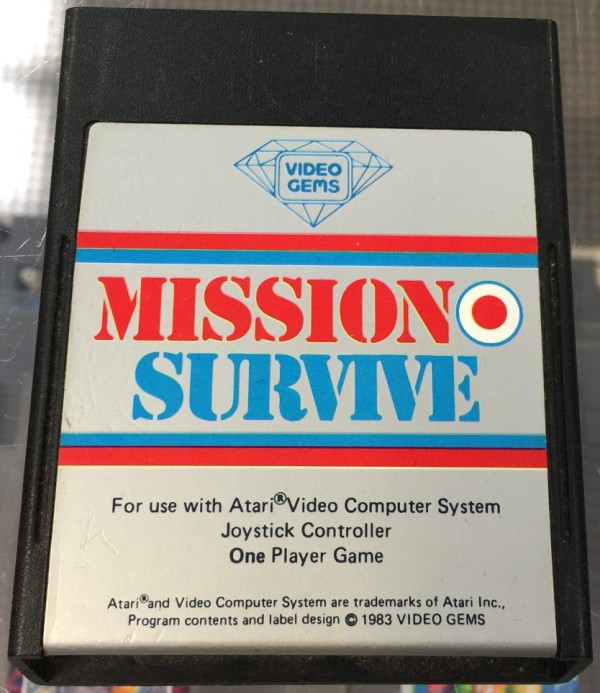 VIDEO
GEMS
MISSION
SURVIVE
For use with Atari® Video Computer System
Joystick Controller
One Player Game
Atari® and Video Computer System are trademarks of Atari Inc.,
Program contents and label design © 1983 VIDEO GEMS